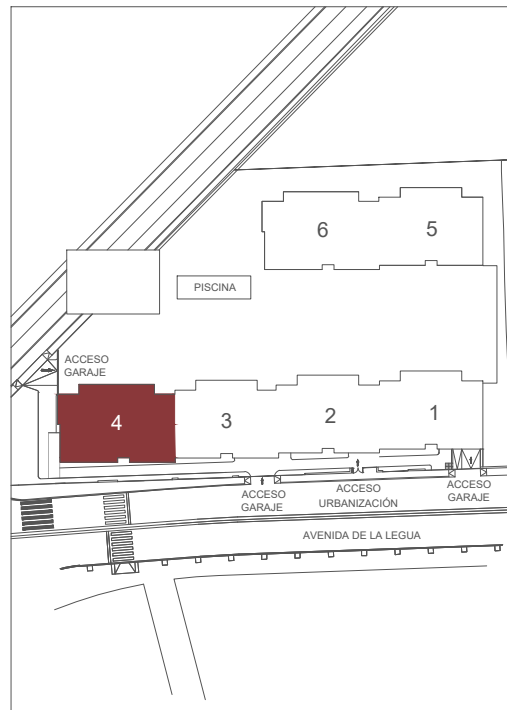 6
5
PISCINA
ACCESO
GARAJE
4
3
2
1
ACCESO
GARAJE
ACCESO
URBANIZACIÓN
ACCESO
GARAJE
AVENIDA DE LA LEGUA